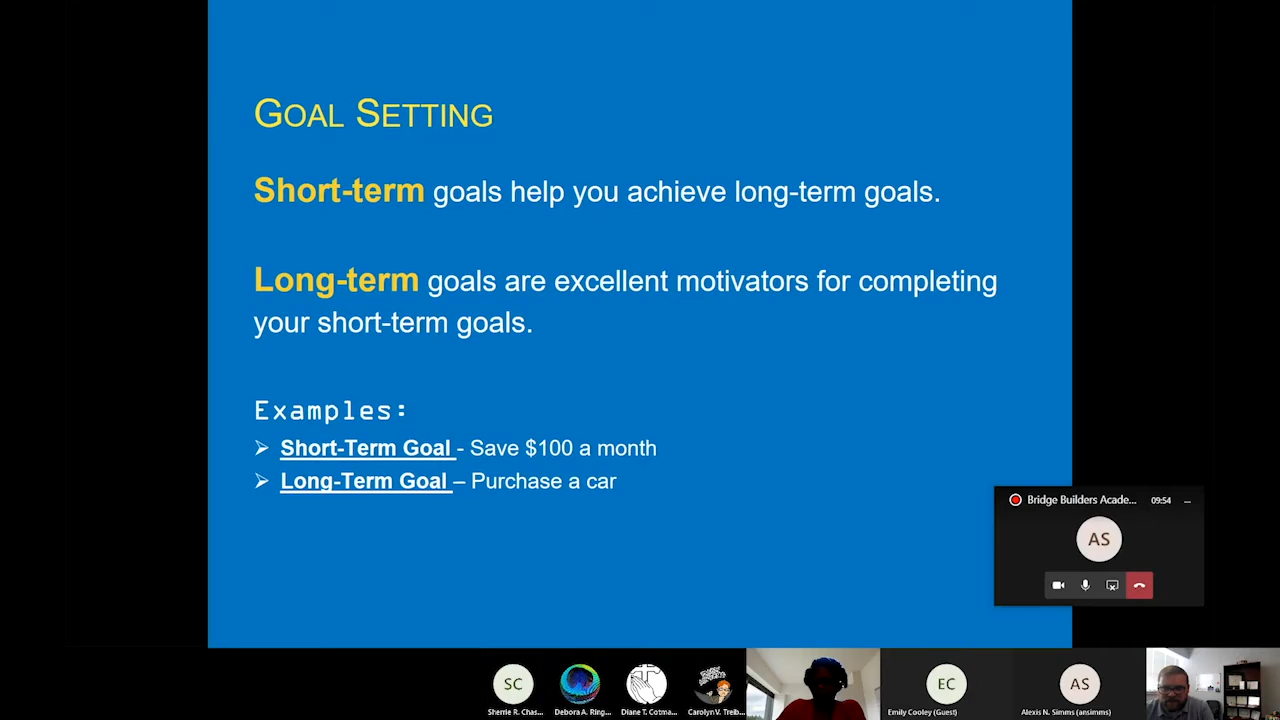 GOAL SETTING
Short-term goals help you achieve long-term goals.
Long-term goals are excellent motivators for completing
your short-term goals.
Examples:
➢ Short-Term Goal - Save $100 a month
➢ Long-Term Goal – Purchase a car
Bridge Builders Acade... 09:54
AS
SC
EC
AS
Sherrie R. Chas...
Debora A. Ring...
Diane T. Cotma...
Carolyn V. Treib...
Emily Cooley (Guest)
Alexis N. Simms (ansimms)